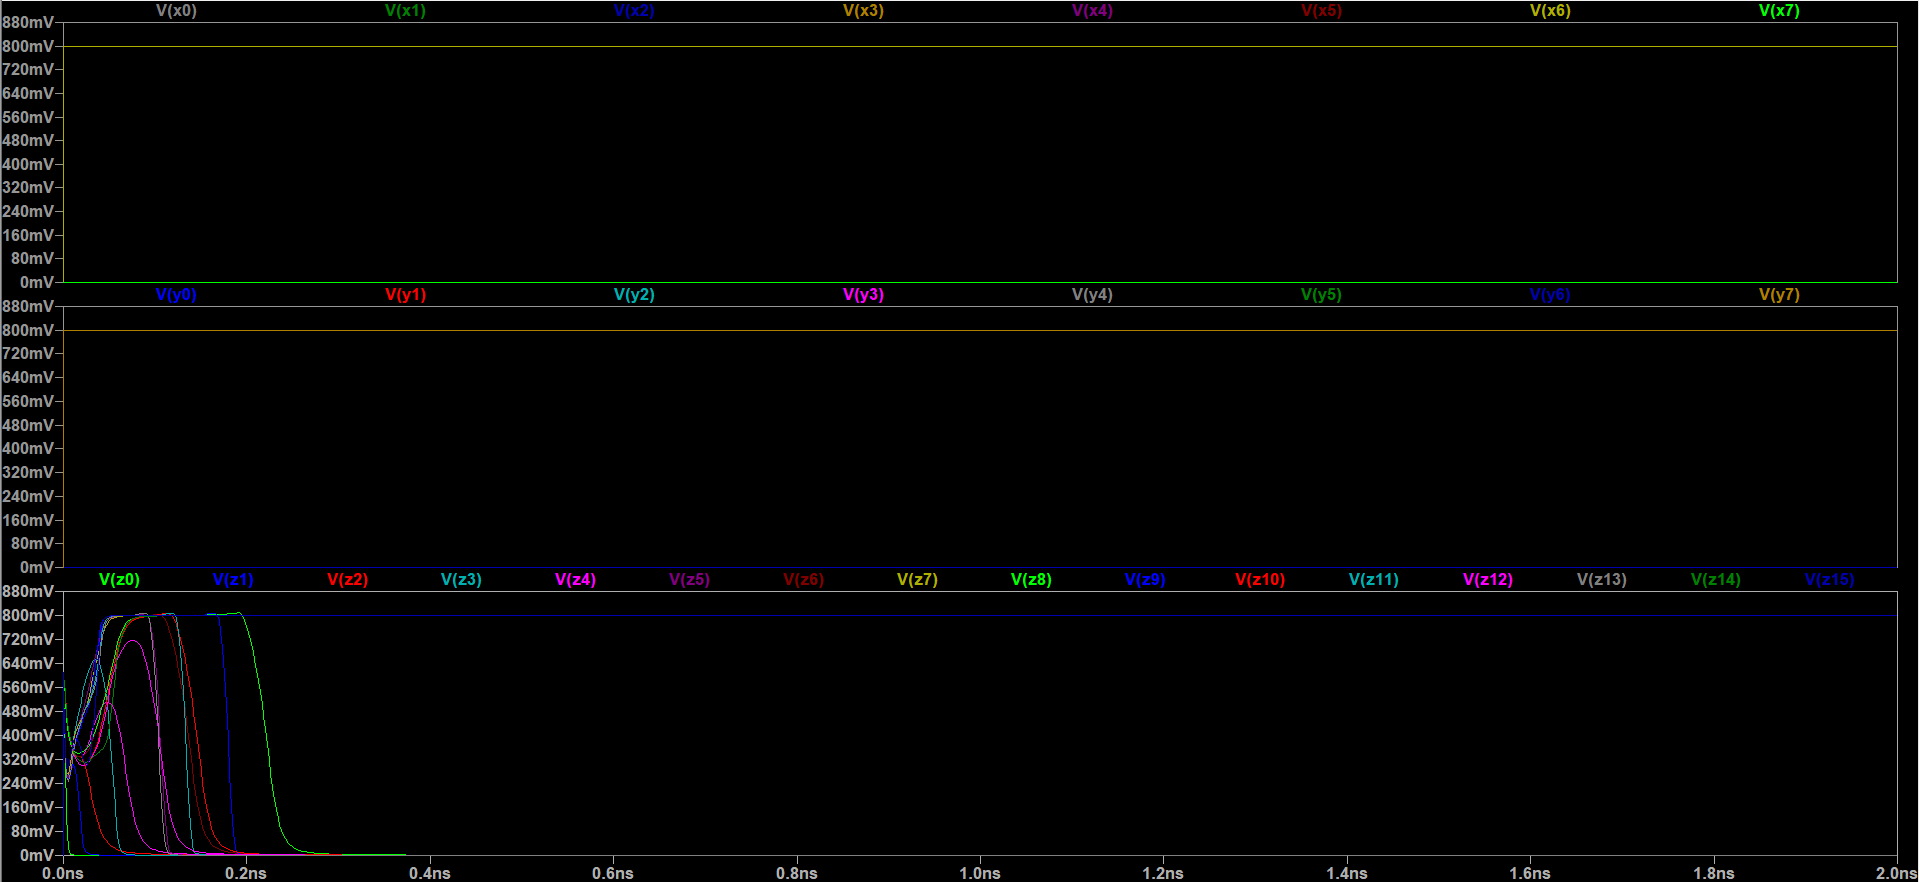 V(x0) V(x1) V(x2) V(x3) V(x4) V(x5) V(x6) V(x7)
880mV
800mV
720mV
640mV
560mV
480mV
400mV
320mV
240mV
160mV
80mV
0mV
V(y0) V(y1) V(y2) V(y3) V(y4) V(y5) V(y6) V(y7)
880mV
800mV
720mV
640mV
560mV
480mV
400mV
320mV
240mV
160mV
80mV
0mV
V(z0) V(z1) V(z2) V(z3) V(z4) V(z5) V(z6) V(z7) V(z8) V(z9) V(z10) V(z11) V(z12) V(z13) V(z14) V(z15)
880mV
800mV
720mV
640mV
560mV
480mV
400mV
320mV
240mV
160mV
80mV
0mV
0.0ns 0.2ns 0.4ns 0.6ns 0.8ns 1.0ns 1.2ns 1.4ns 1.6ns 1.8ns 2.0ns